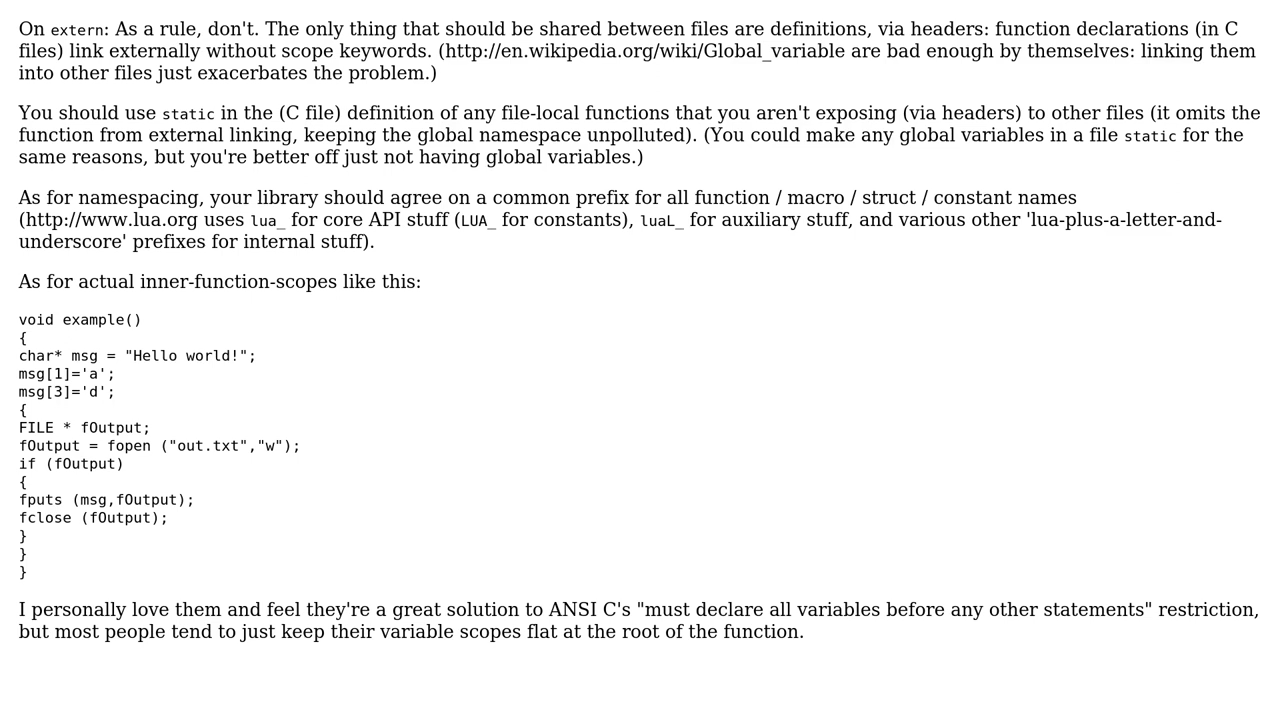 On extern: As a rule, don't. The only thing that should be shared between files are definitions, via headers: function declarations (in C
files) link externally without scope keywords. (http://en.wikipedia.org/wiki/Global_variable are bad enough by themselves: linking them
into other files just exacerbates the problem.)
You should use static in the (C file) definition of any file-local functions that you aren't exposing (via headers) to other files (it omits the
function from external linking, keeping the global namespace unpolluted). (You could make any global variables in a file static for the
same reasons, but you're better off just not having global variables.)
As for namespacing, your library should agree on a common prefix for all function / macro / struct / constant names
(http://www.lua.org uses lua_ for core API stuff (LUA_ for constants), luaL_ for auxiliary stuff, and various other 'lua-plus-a-letter-and-
underscore' prefixes for internal stuff).
As for actual inner-function-scopes like this:
void example()
{
char* msg = "Hello world!";
msg[1]='a';
msg[3]='d';
{
FILE * fOutput;
fOutput = fopen ("out.txt","w");
if (fOutput)
{
fputs (msg,fOutput);
fclose (fOutput);
}
}
}
I personally love them and feel they're a great solution to ANSI C's "must declare all variables before any other statements" restriction,
but most people tend to just keep their variable scopes flat at the root of the function.